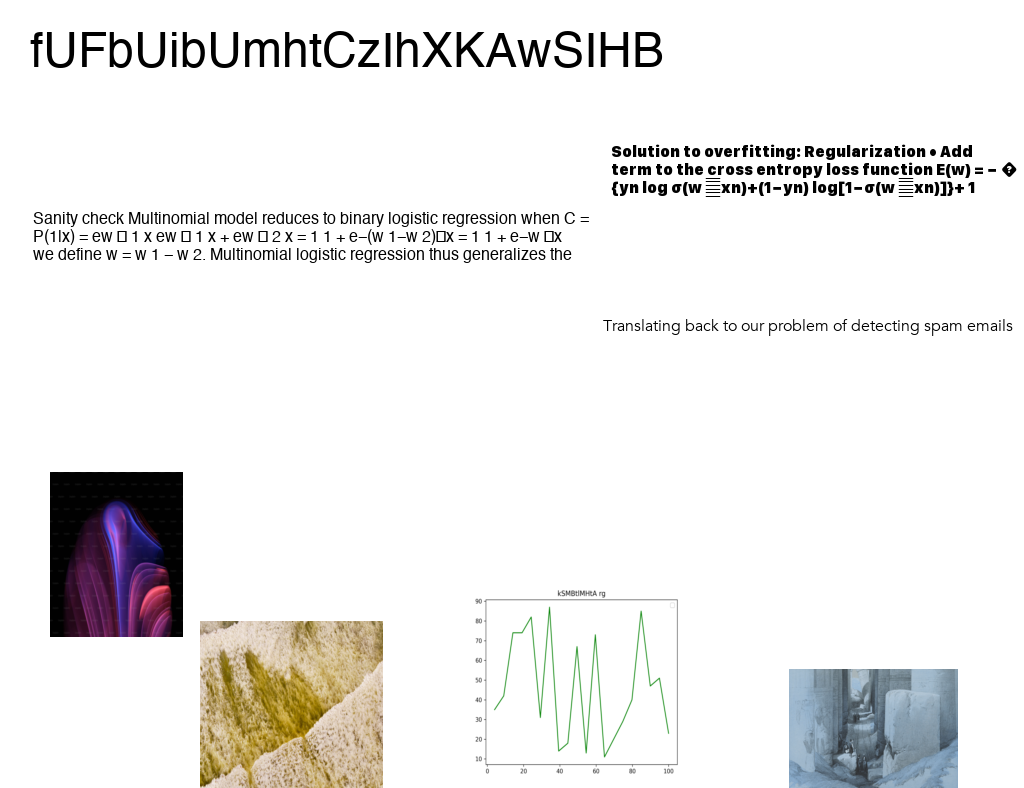 fUFbUibUmhtCzIhXKAwSIHB
Solution to overfitting: Regularization • Add
term to the cross entropy loss function E(w) = − �
{yn log σ(w xn)+(1−yn) log[1−σ(w xn)]}+ 1
Sanity check Multinomial model reduces to binary logistic regression when C =
P(1|x) = ew 1 x ew 1 x + ew 2 x = 1 1 + e−(w 1−w 2) x = 1 1 + e−w x
we define w = w 1 − w 2. Multinomial logistic regression thus generalizes the
Translating back to our problem of detecting spam emails
kSMBtIMHtA rg
90
80
70
60
50
40
30
20
10
0 20 40 60 80 100